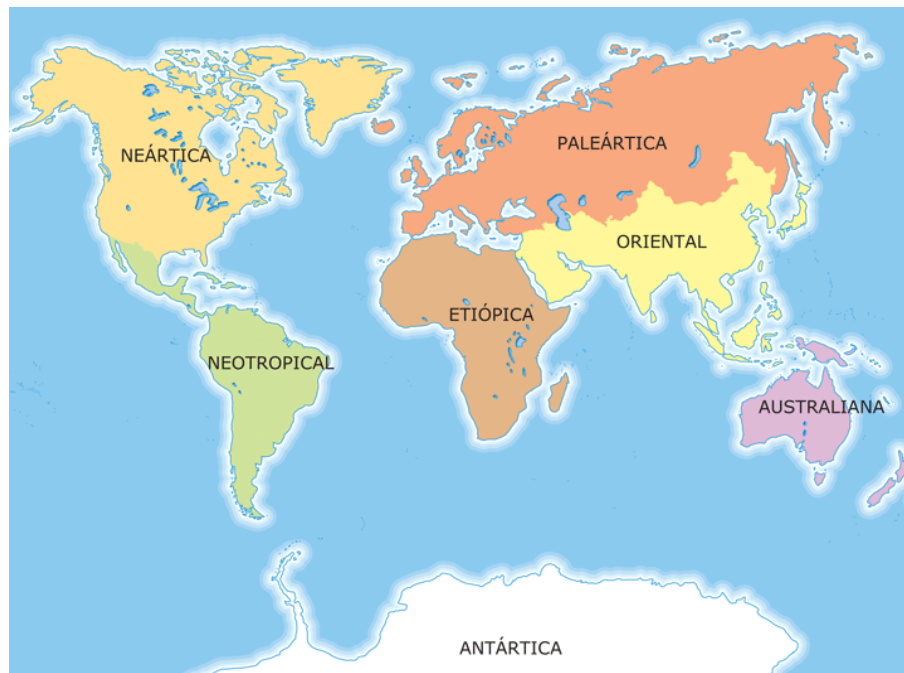 NEÁRTICA
PALEÁRTICA
ORIENTAL
ETIÓPICA
NEOTROPICAL
AUSTRALIANA
ANTÁRTICA